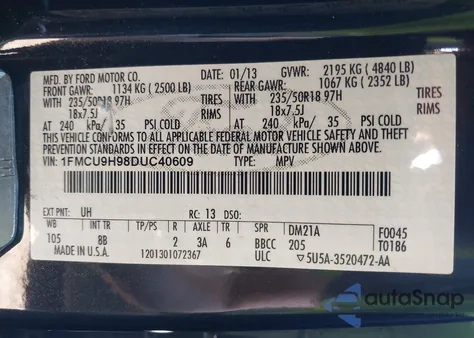 MFD. BY FORD MOTOR CO.
DATE: 01/13 GVWR: 2195 KG (4840 LB)
FRONT GAWR: 1134 KG (2500 LB) REAR GAWR: 1067 KG (2352 LB)
WITH 235/50R18 97H TIRES WITH 235/50R18 97H TIRES
18x7.5J RIMS 18x7.5J RIMS
AT 240 kPa/ 35 PSI COLD AT 240 kPa/ 35 PSI COLD
THIS VEHICLE CONFORMS TO ALL APPLICABLE FEDERAL MOTOR VEHICLE SAFETY AND THEFT
PREVENTION STANDARDS IN EFFECT ON THE DATE OF MANUFACTURE SHOWN ABOVE.
VIN: 1FMCU9H98DUC40609 TYPE: MPV
EXT PNT: UH RC: 13 DSO:
WB BRK INT TR TP/PS R AXLE TR SPR DM21A F0045
105 8B 2 3A 6 BBCC 205 T0186
MADE IN U.S.A. 1201301072367 ULC ▽5U5A-3520472-AA
autoSnap